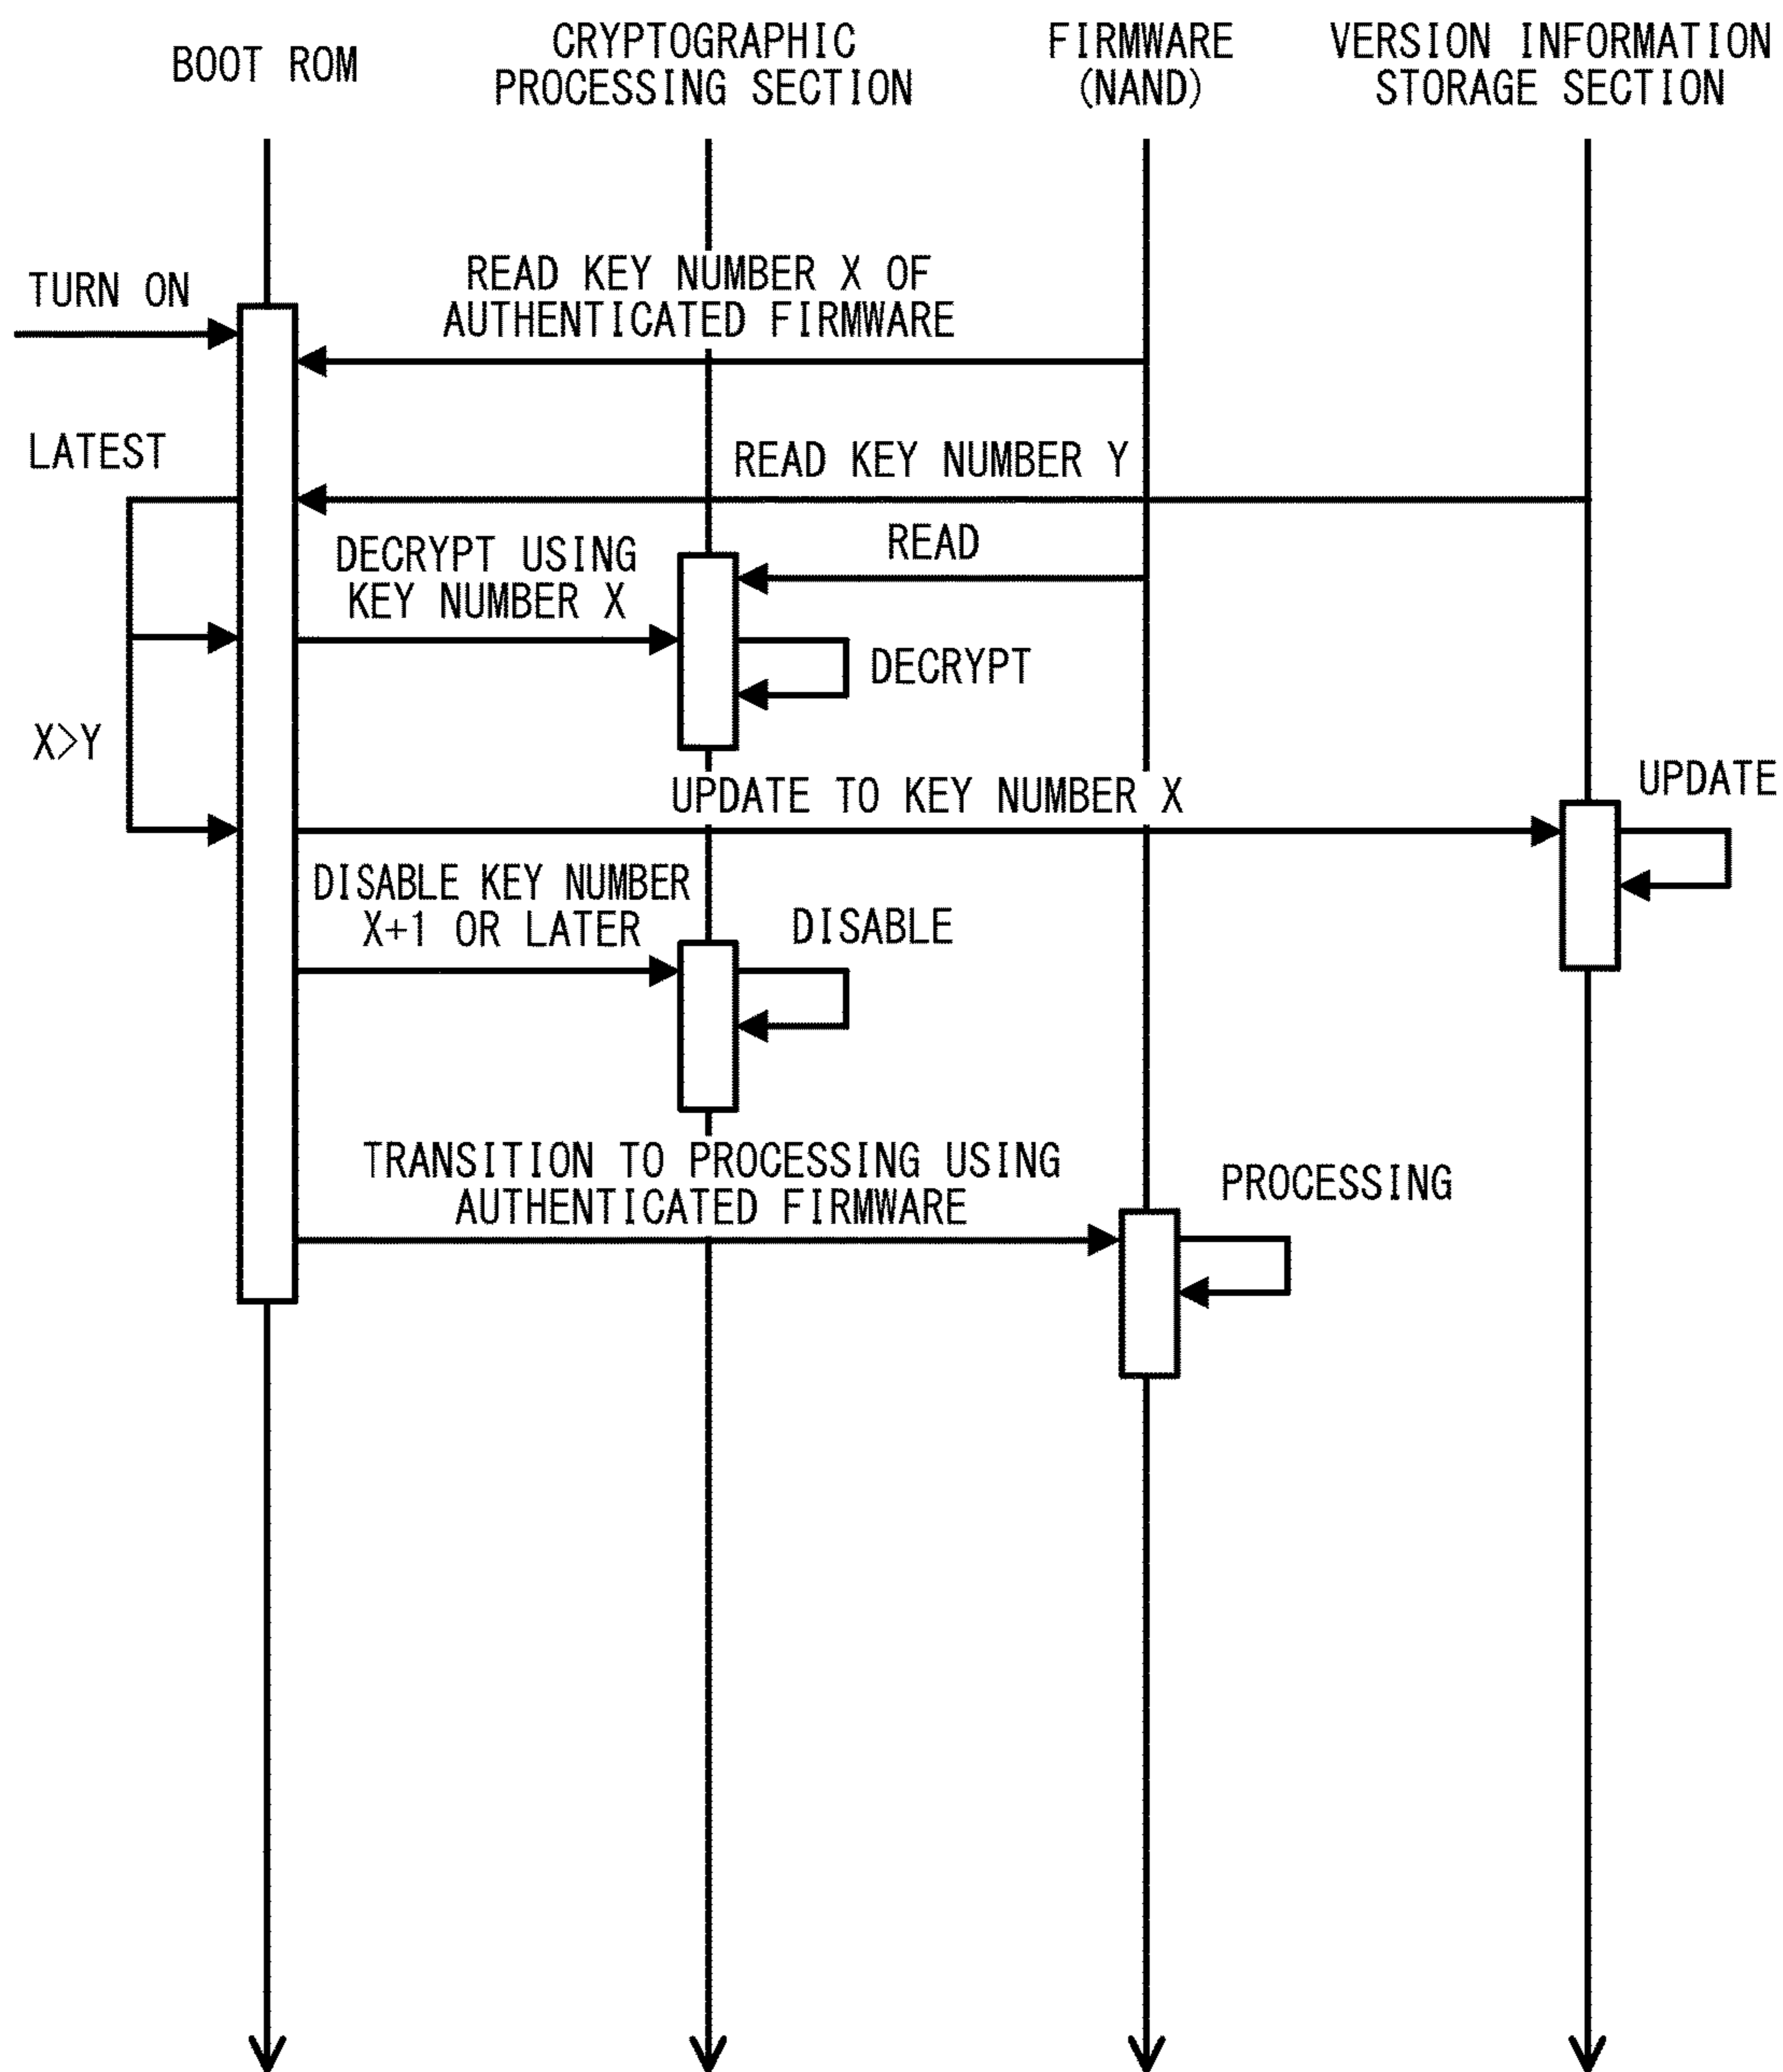 BOOT ROM
CRYPTOGRAPHIC
PROCESSING SECTION
FIRMWARE
(NAND)
VERSION INFORMATION
STORAGE SECTION
TURN ON
READ KEY NUMBER X OF
AUTHENTICATED FIRMWARE
LATEST
READ KEY NUMBER Y
READ
DECRYPT USING
KEY NUMBER X
DECRYPT
X>Y
UPDATE TO KEY NUMBER X
UPDATE
DISABLE KEY NUMBER
X+1 OR LATER
DISABLE
TRANSITION TO PROCESSING USING
AUTHENTICATED FIRMWARE
PROCESSING